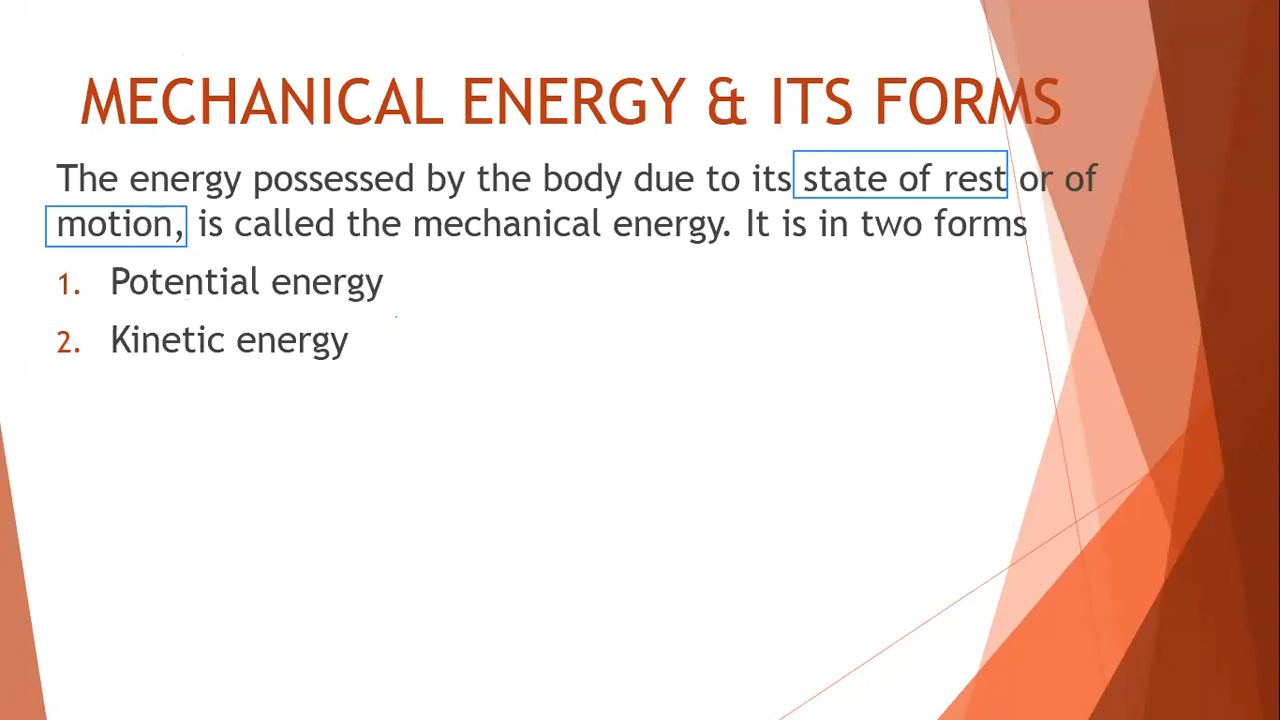 MECHANICAL ENERGY & ITS FORMS
The energy possessed by the body due to its state of rest or of
motion, is called the mechanical energy. It is in two forms
1. Potential energy
2. Kinetic energy